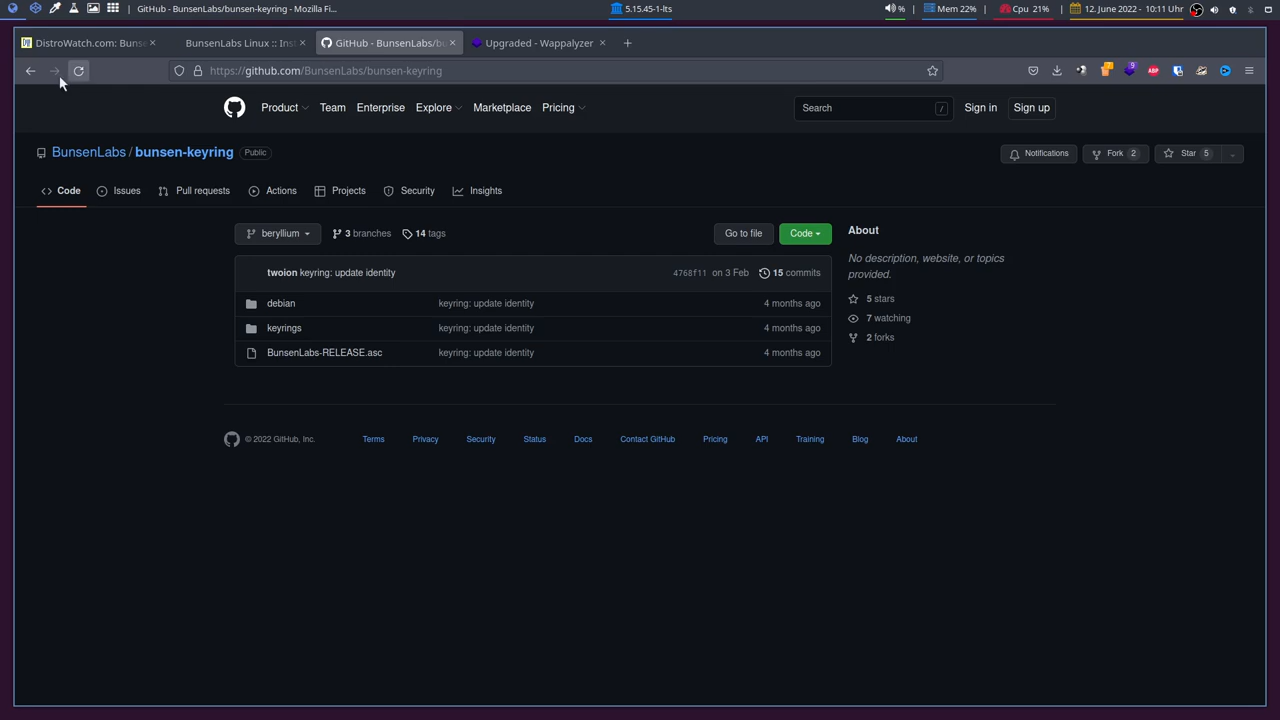 GitHub - BunsenLabs/bunsen-keyring - Mozilla Fi...
5.15.45-1-lts
%
Mem 22%
Cpu 21%
12. June 2022 - 10:11 Uhr
DistroWatch.com: Bunse
BunsenLabs Linux :: Inst
GitHub - BunsenLabs/bu
Upgraded - Wappalyzer
https://github.com/BunsenLabs/bunsen-keyring
9
ABP
Product
Team
Enterprise
Explore
Marketplace
Pricing
Search
/
Sign in
Sign up
BunsenLabs / bunsen-keyring
Public
Notifications
Fork 2
Star 5
Code
Issues
Pull requests
Actions
Projects
Security
Insights
beryllium
3 branches
14 tags
Go to file
Code
twoion keyring: update identity
4768f11 on 3 Feb
15 commits
debian
keyring: update identity
4 months ago
keyrings
keyring: update identity
4 months ago
BunsenLabs-RELEASE.asc
keyring: update identity
4 months ago
About
No description, website, or topics
provided.
5 stars
7 watching
2 forks
© 2022 GitHub, Inc.
Terms
Privacy
Security
Status
Docs
Contact GitHub
Pricing
API
Training
Blog
About